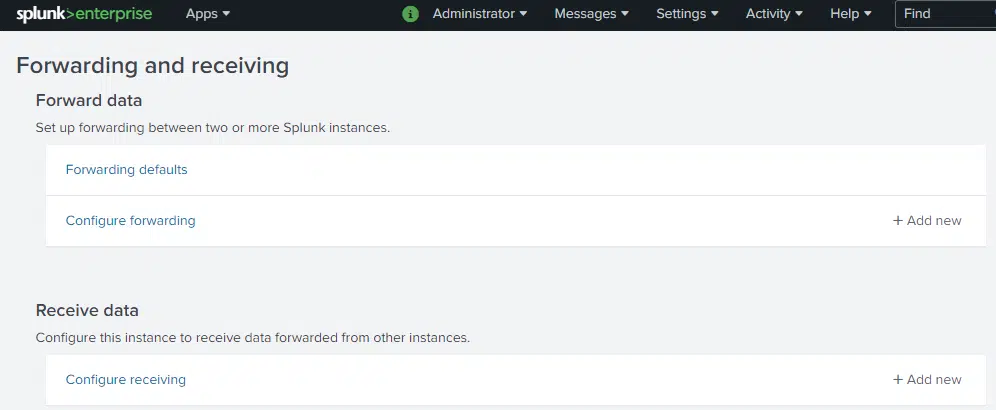 splunk>enterprise Apps Administrator Messages Settings Activity Help Find
Forwarding and receiving
Forward data
Set up forwarding between two or more Splunk instances.
Forwarding defaults
Configure forwarding + Add new
Receive data
Configure this instance to receive data forwarded from other instances.
Configure receiving + Add new